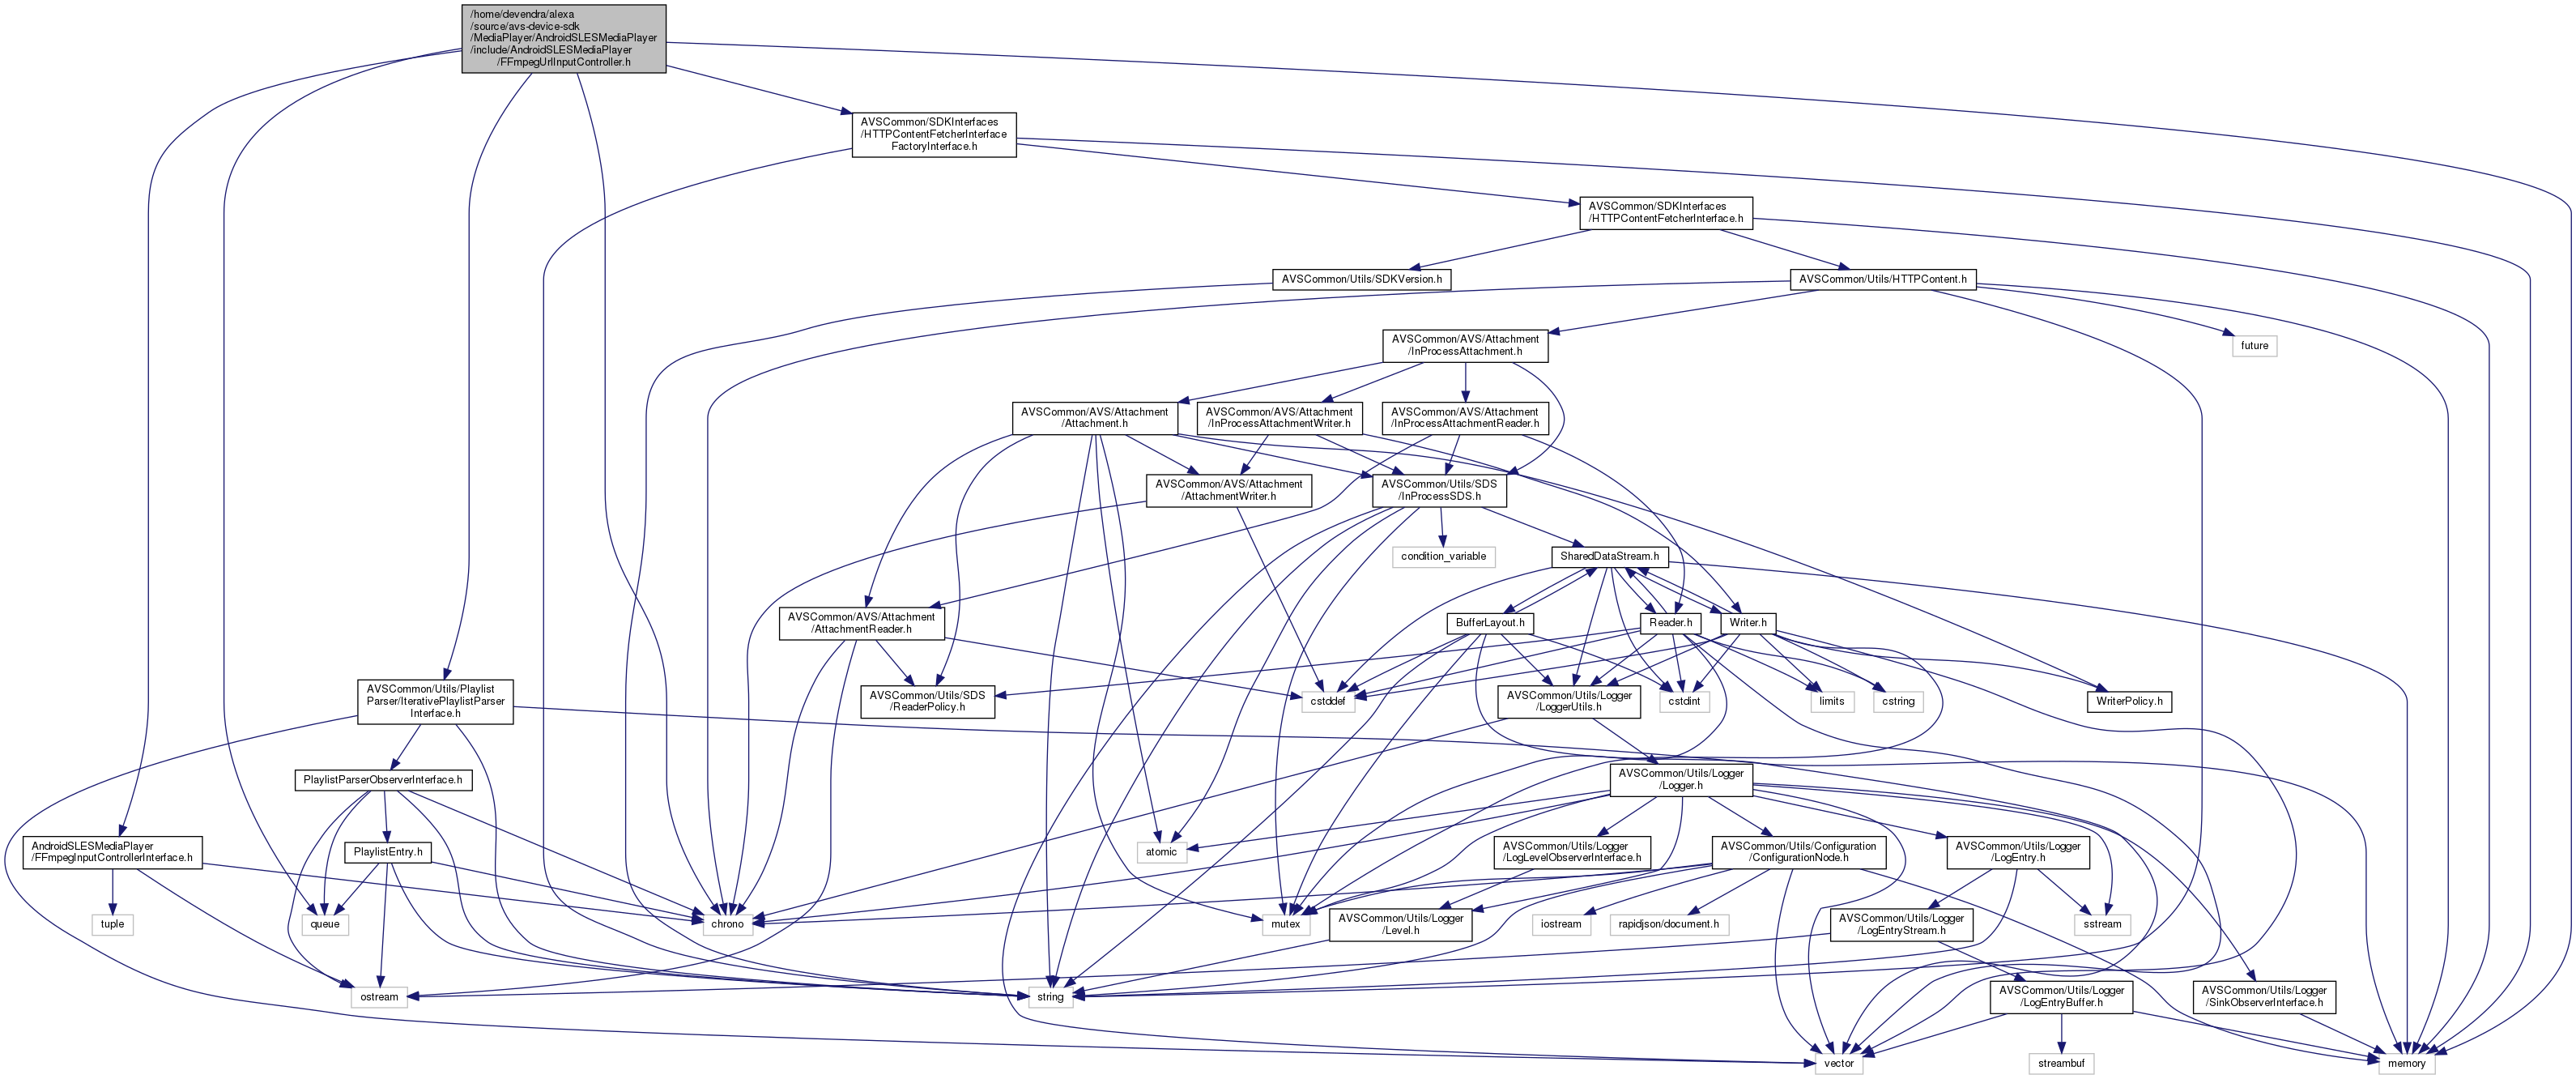 /home/devendra/alexa
/source/avs-device-sdk
/MediaPlayer/AndroidSLESMediaPlayer
/include/AndroidSLESMediaPlayer
/FFmpegUrlInputController.h
AVSCommon/SDKInterfaces
/HTTPContentFetcherInterface
FactoryInterface.h
AVSCommon/SDKInterfaces
/HTTPContentFetcherInterface.h
AVSCommon/Utils/SDKVersion.h
AVSCommon/Utils/HTTPContent.h
AVSCommon/AVS/Attachment
/InProcessAttachment.h
future
AVSCommon/AVS/Attachment
/Attachment.h
AVSCommon/AVS/Attachment
/InProcessAttachmentWriter.h
AVSCommon/AVS/Attachment
/InProcessAttachmentReader.h
AVSCommon/AVS/Attachment
/AttachmentWriter.h
AVSCommon/Utils/SDS
/InProcessSDS.h
condition_variable
SharedDataStream.h
AVSCommon/AVS/Attachment
/AttachmentReader.h
BufferLayout.h
Reader.h
Writer.h
AVSCommon/Utils/Playlist
Parser/IterativePlaylistParser
Interface.h
AVSCommon/Utils/SDS
/ReaderPolicy.h
cstddef
AVSCommon/Utils/Logger
/LoggerUtils.h
cstdint
limits
cstring
WriterPolicy.h
PlaylistParserObserverInterface.h
AVSCommon/Utils/Logger
/Logger.h
AndroidSLESMediaPlayer
/FFmpegInputControllerInterface.h
PlaylistEntry.h
atomic
AVSCommon/Utils/Logger
/LogLevelObserverInterface.h
AVSCommon/Utils/Configuration
/ConfigurationNode.h
AVSCommon/Utils/Logger
/LogEntry.h
tuple
queue
chrono
mutex
AVSCommon/Utils/Logger
/Level.h
iostream
rapidjson/document.h
AVSCommon/Utils/Logger
/LogEntryStream.h
sstream
ostream
string
AVSCommon/Utils/Logger
/LogEntryBuffer.h
AVSCommon/Utils/Logger
/SinkObserverInterface.h
vector
streambuf
memory